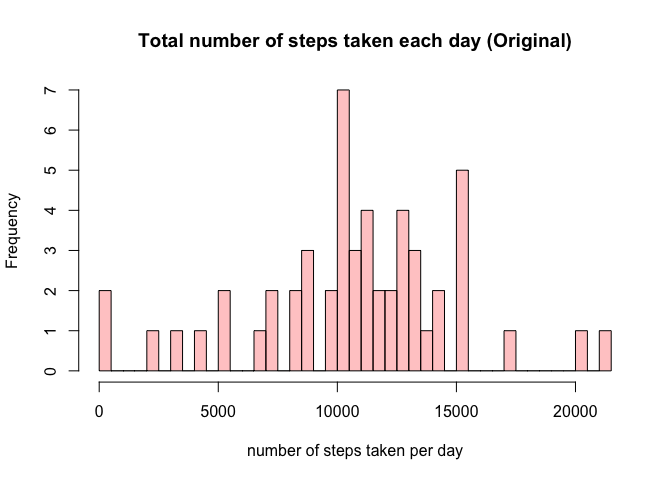 Total number of steps taken each day (Original)
Frequency
7
6
5
4
3
2
1
0
0 5000 10000 15000 20000
number of steps taken per day